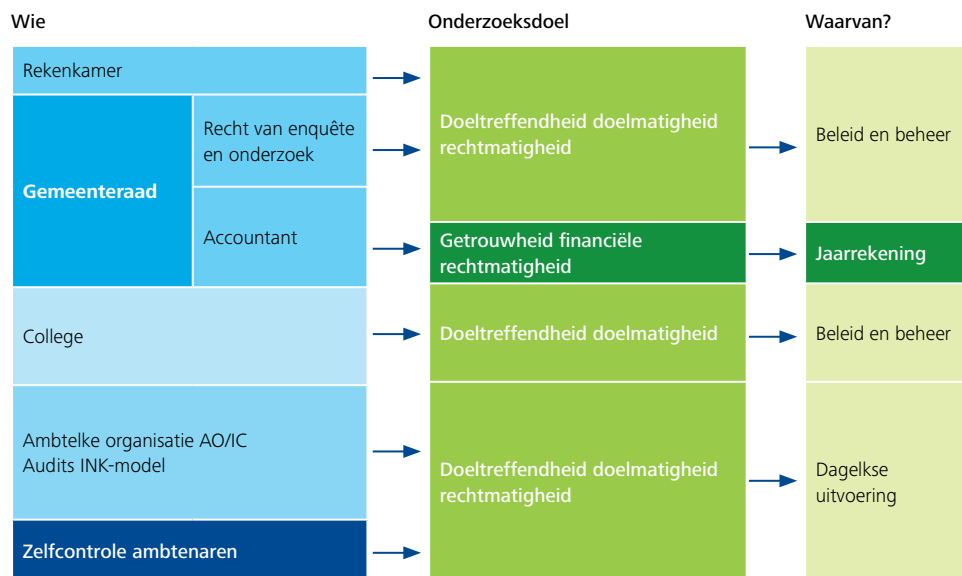 Wie
Onderzoeksdoel
Waarvan?
Rekenkamer
Gemeenteraad
Recht van enquête
en onderzoek
Accountant
College
Ambtelke organisatie AO/IC
Audits INK-model
Zelfcontrole ambtenaren
Doeltreffendheid doelmatigheid
rechtmatigheid
Getrouwheid financiële
rechtmatigheid
Doeltreffendheid doelmatigheid
Doeltreffendheid doelmatigheid
rechtmatigheid
Beleid en beheer
Jaarrekening
Beleid en beheer
Dagelkse
uitvoering